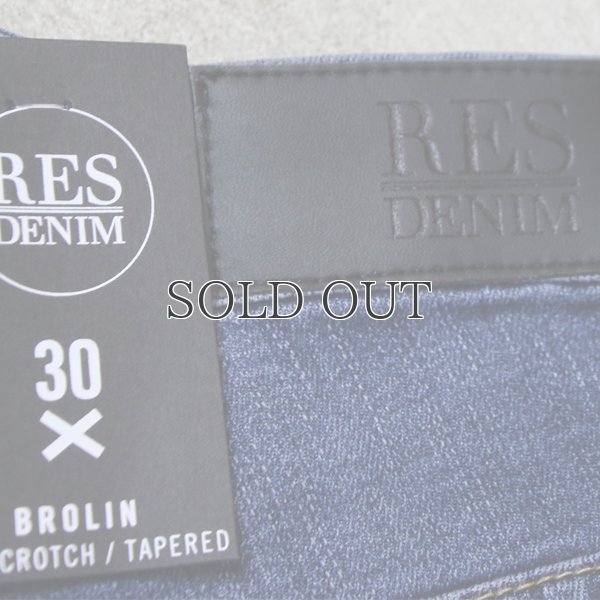 RES
DENIM
RES
DENIM
SOLD OUT
30
X
BROLIN
CROTCH / TAPERED